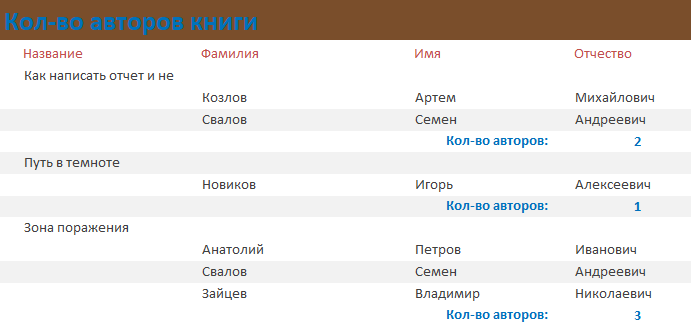 Кол-во авторов книги
Название Фамилия Имя Отчество
Как написать отчет и не
Козлов Артем Михайлович
Свалов Семен Андреевич
Кол-во авторов: 2
Путь в темноте
Новиков Игорь Алексеевич
Кол-во авторов: 1
Зона поражения
Анатолий Петров Иванович
Свалов Семен Андреевич
Зайцев Владимир Николаевич
Кол-во авторов: 3